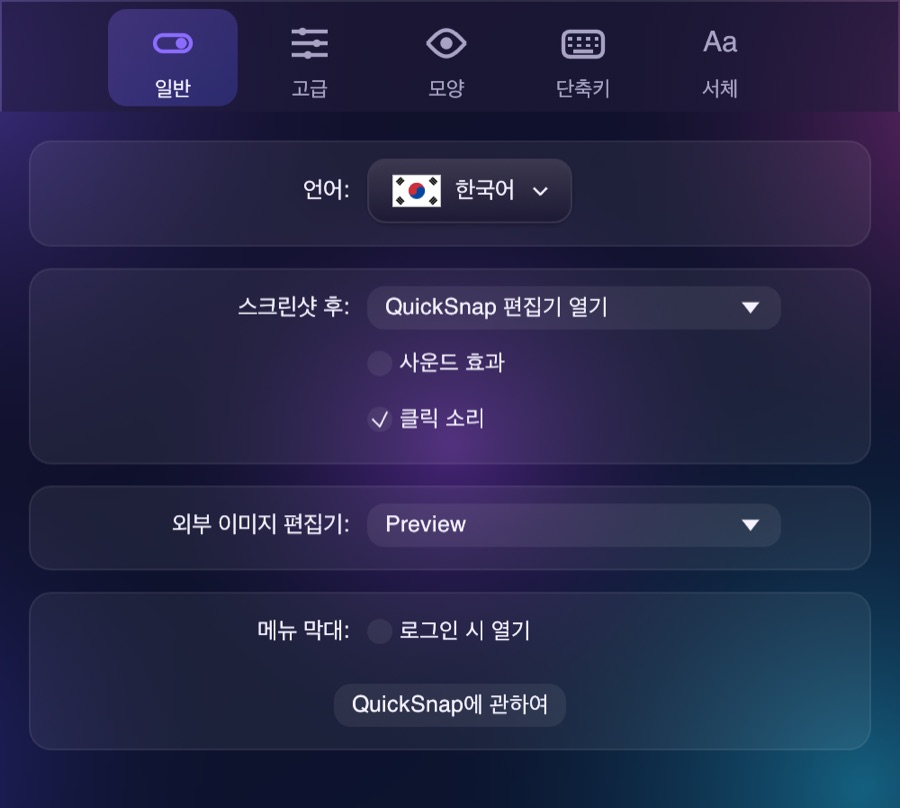 일반
고급
모양
단축키
Aa
서체
언어: 한국어
스크린샷 후: QuickSnap 편집기 열기
사운드 효과
클릭 소리
외부 이미지 편집기: Preview
메뉴 막대: 로그인 시 열기
QuickSnap에 관하여